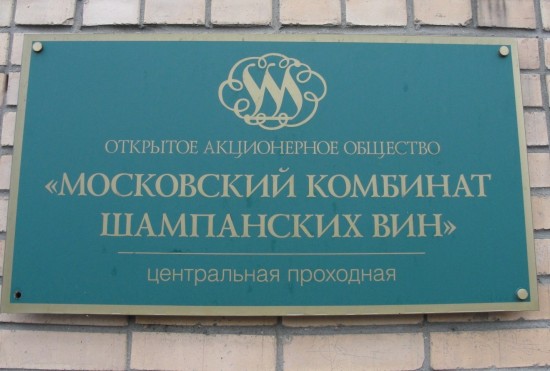 ОТКРЫТОЕ АКЦИОНЕРНОЕ ОБЩЕСТВО
«МОСКОВСКИЙ КОМБИНАТ
ШАМПАНСКИХ ВИН»
центральная проходная